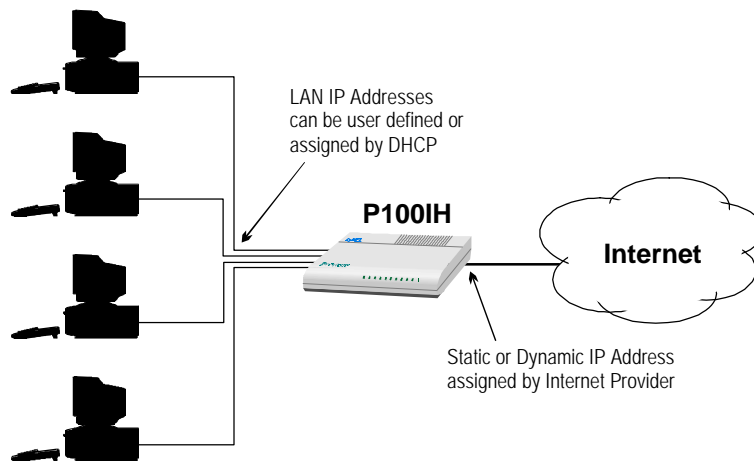 LAN IP Addresses
can be user defined or
assigned by DHCP
P100IH
Internet
Static or Dynamic IP Address
assigned by Internet Provider